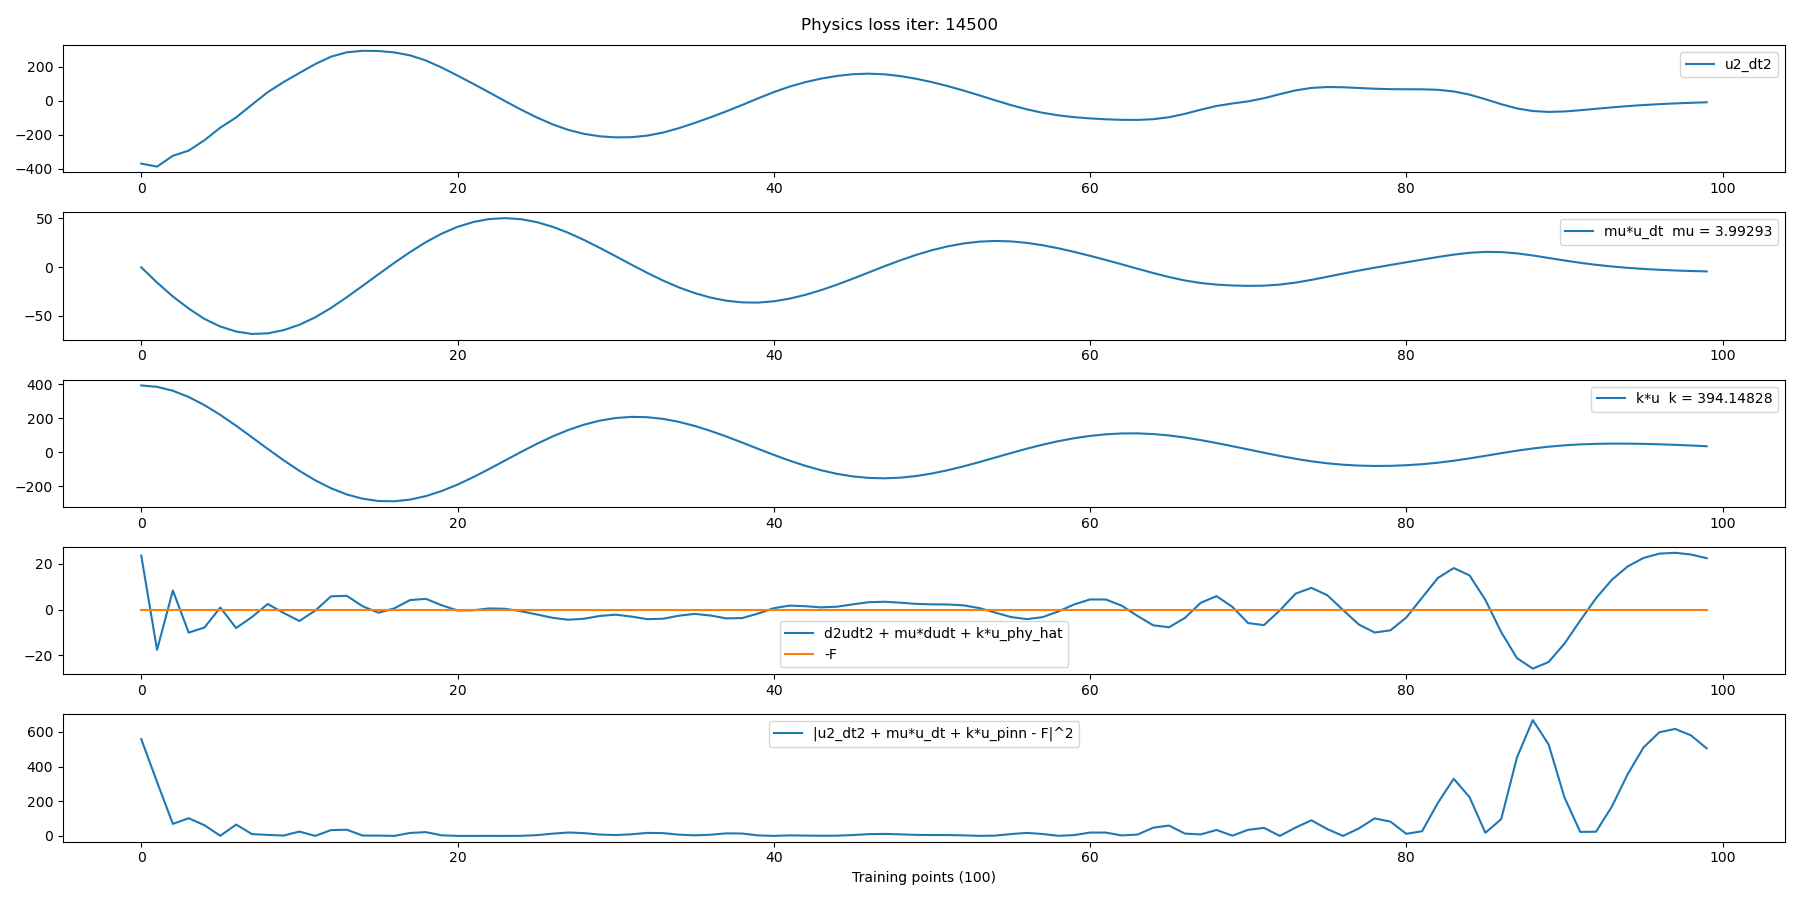 Physics loss iter: 14500
200
0
−200
−400
u2_dt2
0 20 40 60 80 100
50
0
−50
mu*u_dt  mu = 3.99293
0 20 40 60 80 100
400
200
0
−200
k*u  k = 394.14828
0 20 40 60 80 100
20
0
−20
d2udt2 + mu*dudt + k*u_phy_hat
-F
0 20 40 60 80 100
600
400
200
0
|u2_dt2 + mu*u_dt + k*u_pinn - F|^2
0 20 40 60 80 100
Training points (100)